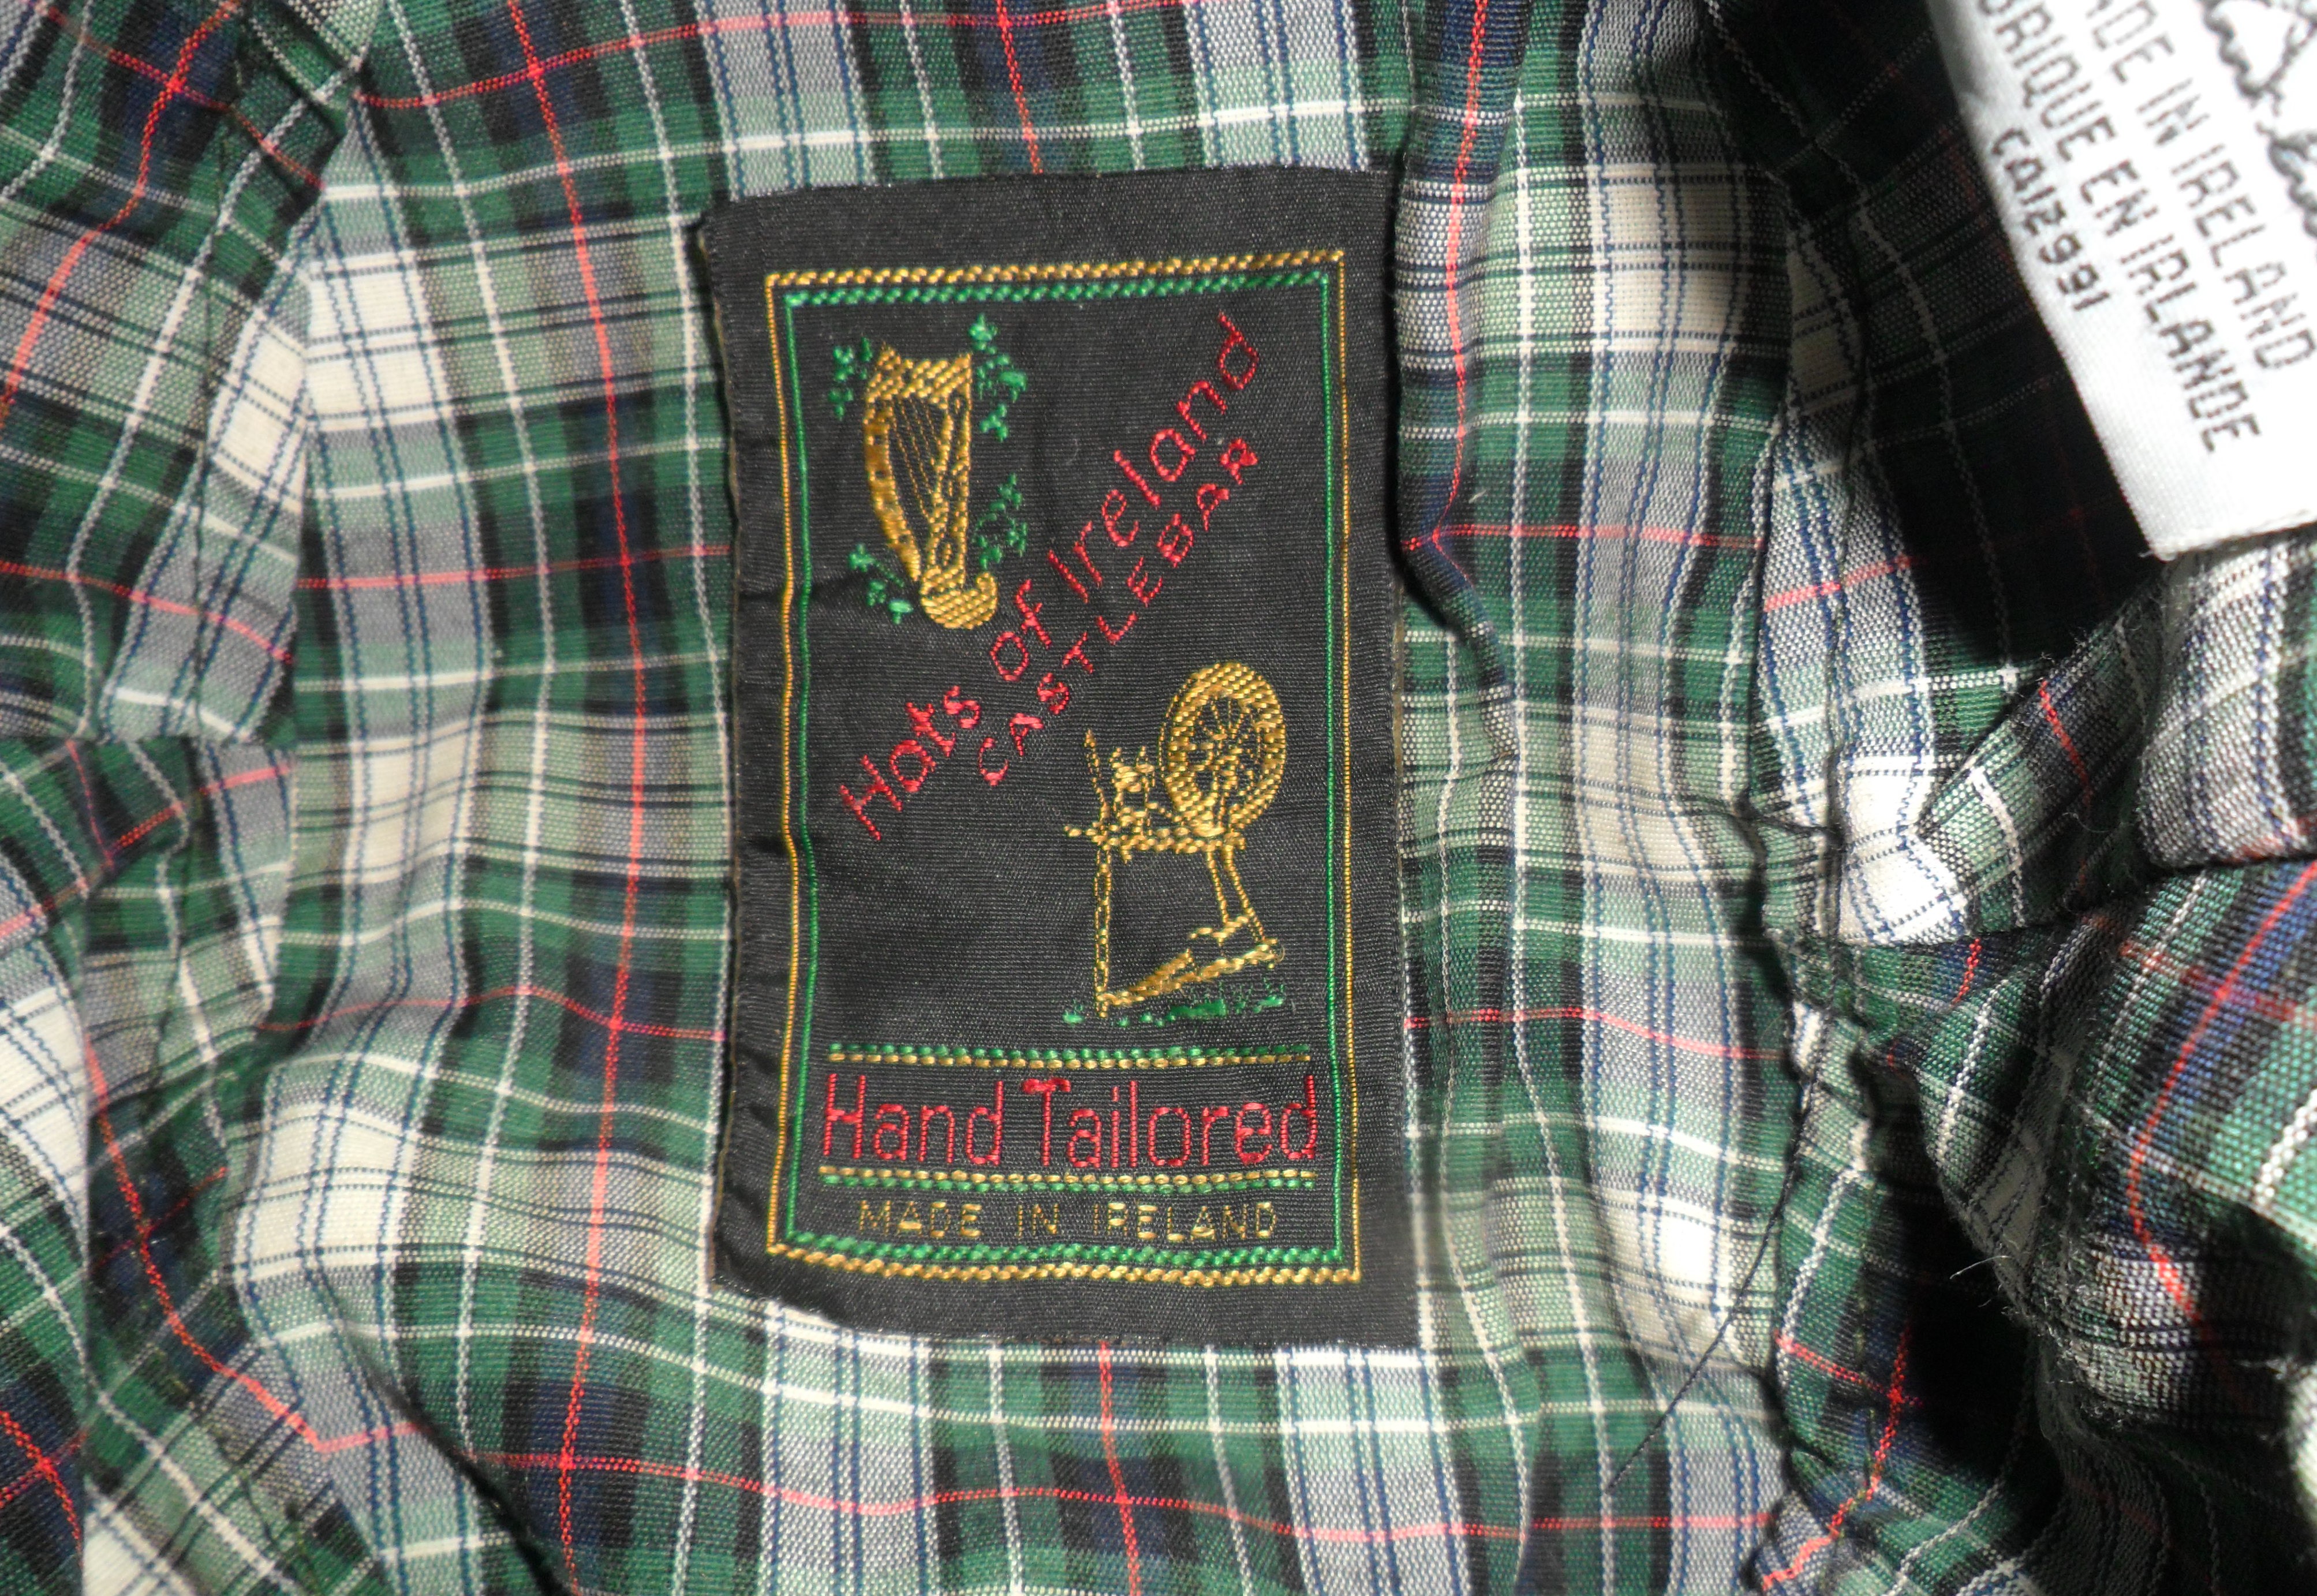 Hats of Ireland
CASTLEBAR
Hand Tailored
MADE IN IRELAND
MADE IN IRELAND
FABRIQUE EN IRLANDE
CA12991